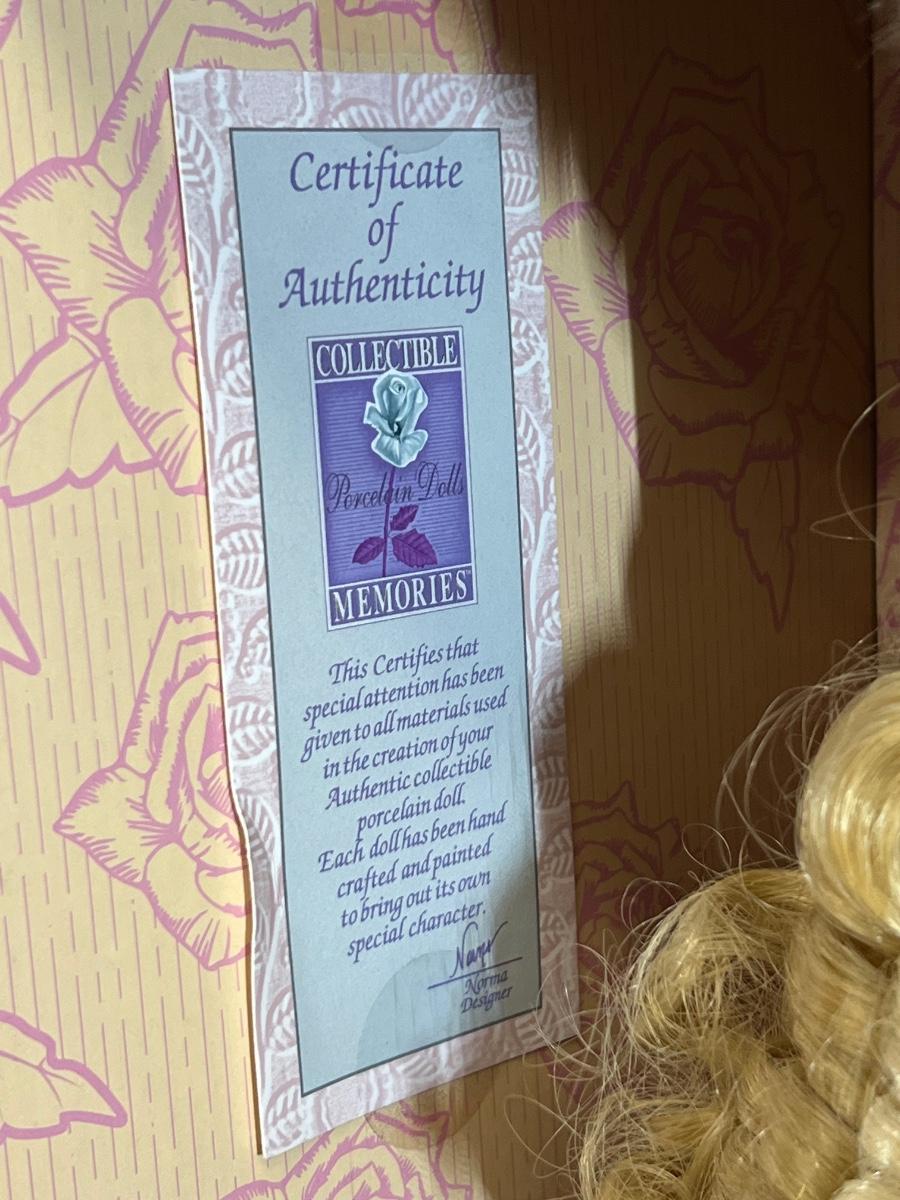 Certificate
of
Authenticity
COLLECTIBLE
Porcelain Dolls
MEMORIES™
This Certifies that
special attention has been
given to all materials used
in the creation of your
Authentic collectible
porcelain doll.
Each doll has been hand
crafted and painted
to bring out its own
special character.
Norma
Designer